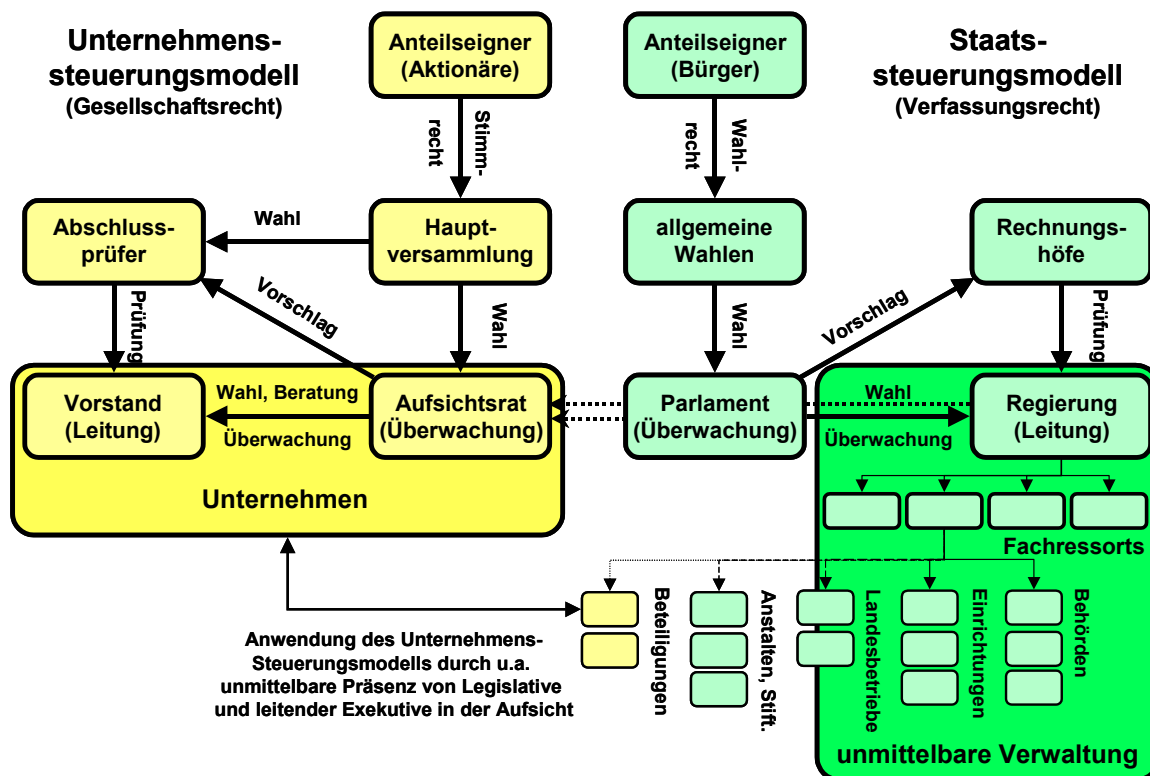 Unternehmens-
steuerungsmodell
(Gesellschaftsrecht)
Anteilseigner
(Aktionäre)
Anteilseigner
(Bürger)
Staats-
steuerungsmodell
(Verfassungsrecht)
Stimm-
recht
Wahl-
recht
Abschluss-
prüfer
Wahl
Haupt-
versammlung
allgemeine
Wahlen
Rechnungs-
höfe
Prüfung
Vorschlag
Wahl
Wahl
Vorschlag
Prüfung
Vorstand
(Leitung)
Wahl, Beratung
Überwachung
Aufsichtsrat
(Überwachung)
Parlament
(Überwachung)
Wahl
Überwachung
Regierung
(Leitung)
Unternehmen
Fachressorts
Beteiligungen
Anstalten, Stift.
Landesbetriebe
Einrichtungen
Behörden
Anwendung des Unternehmens-
Steuerungsmodells durch u.a.
unmittelbare Präsenz von Legislative
und leitender Exekutive in der Aufsicht
unmittelbare Verwaltung